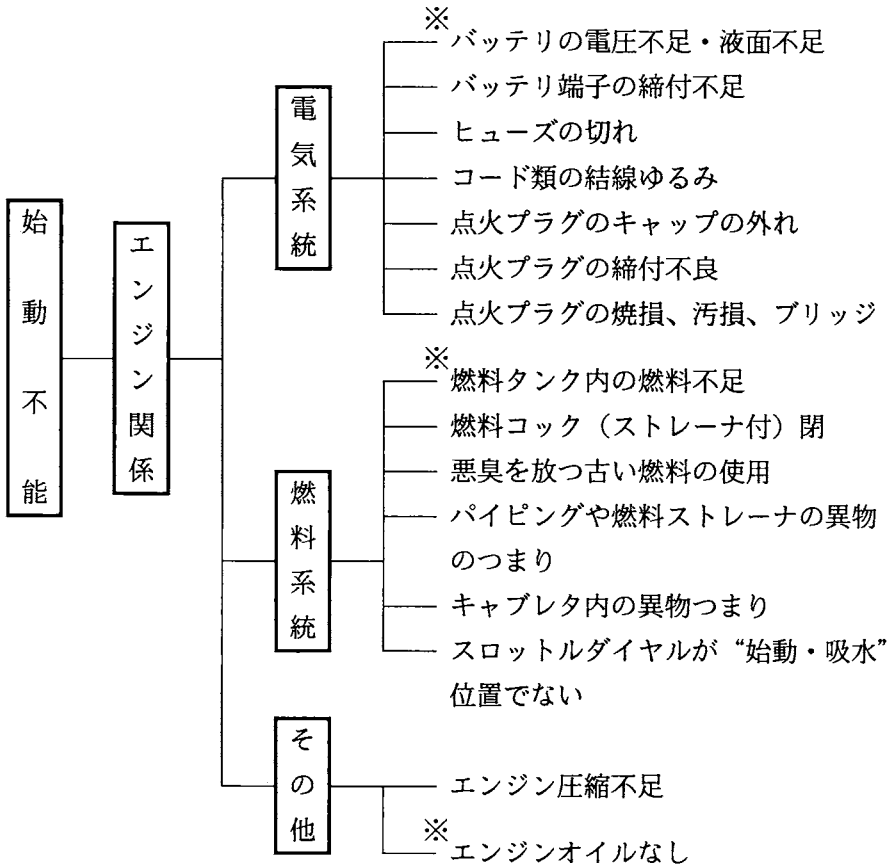 始動不能
エンジン関係
電気系統
※
バッテリの電圧不足・液面不足
バッテリ端子の締付不足
ヒューズの切れ
コード類の結線ゆるみ
点火プラグのキャップの外れ
点火プラグの締付不良
点火プラグの焼損、汚損、ブリッジ
燃料系統
※
燃料タンク内の燃料不足
燃料コック（ストレーナ付）閉
悪臭を放つ古い燃料の使用
パイピングや燃料ストレーナの異物
のつまり
キャブレタ内の異物つまり
スロットルダイヤルが“始動・吸水”
位置でない
その他
エンジン圧縮不足
※
エンジンオイルなし